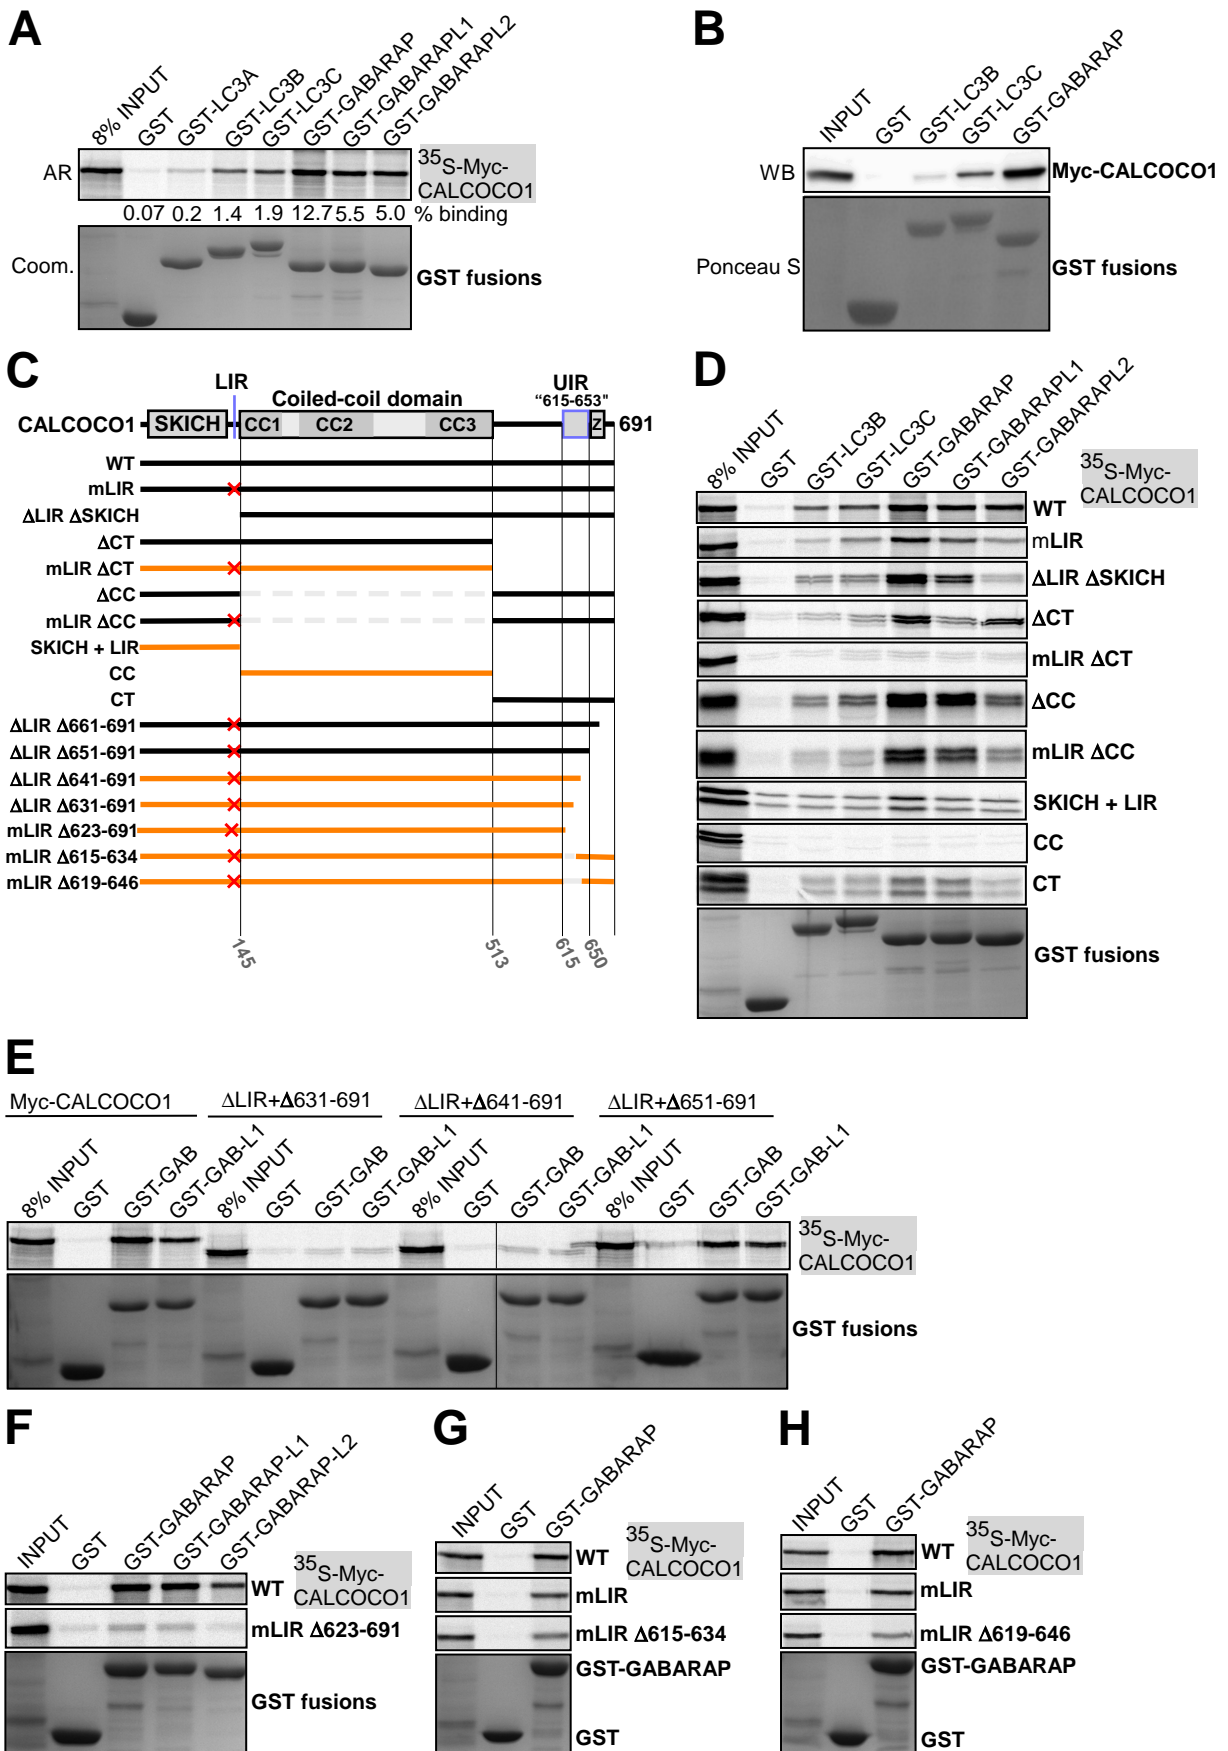 A
8% INPUT
GST
GST-LC3A
GST-LC3B
GST-LC3C
GST-GABARAP
GST-GABARAPL1
GST-GABARAPL2
AR
35S-Myc-
CALCOCO1
0.07 0.2 1.4 1.9 12.7 5.5 5.0 % binding
Coom.
GST fusions
B
INPUT
GST
GST-LC3B
GST-LC3C
GST-GABARAP
WB
Myc-CALCOCO1
Ponceau S
GST fusions
C
LIR
Coiled-coil domain
UIR
“615-653"
CALCOCO1
SKICH
CC1
CC2
CC3
Z
691
WT
mLIR
ΔLIR ΔSKICH
ΔCT
mLIR ΔCT
ΔCC
mLIR ΔCC
SKICH + LIR
CC
CT
ΔLIR Δ661-691
ΔLIR Δ651-691
ΔLIR Δ641-691
ΔLIR Δ631-691
mLIR Δ623-691
mLIR Δ615-634
mLIR Δ619-646
145
513
615
650
D
8% INPUT
GST
GST-LC3B
GST-LC3C
GST-GABARAP
GST-GABARAPL1
GST-GABARAPL2
35S-Myc-
CALCOCO1
WT
mLIR
ΔLIR ΔSKICH
ΔCT
mLIR ΔCT
ΔCC
mLIR ΔCC
SKICH + LIR
CC
CT
GST fusions
E
Myc-CALCOCO1
ΔLIR+Δ631-691
ΔLIR+Δ641-691
ΔLIR+Δ651-691
8% INPUT
GST
GST-GAB
GST-GAB-L1
8% INPUT
GST
GST-GAB
GST-GAB-L1
8% INPUT
GST
GST-GAB
GST-GAB-L1
8% INPUT
GST
GST-GAB
GST-GAB-L1
35S-Myc-
CALCOCO1
GST fusions
F
INPUT
GST
GST-GABARAP
GST-GABARAP-L1
GST-GABARAP-L2
35S-Myc-
CALCOCO1
WT
mLIR Δ623-691
GST fusions
G
INPUT
GST
GST-GABARAP
35S-Myc-
CALCOCO1
WT
mLIR
mLIR Δ615-634
GST-GABARAP
GST
H
INPUT
GST
GST-GABARAP
35S-Myc-
CALCOCO1
WT
mLIR
mLIR Δ619-646
GST-GABARAP
GST